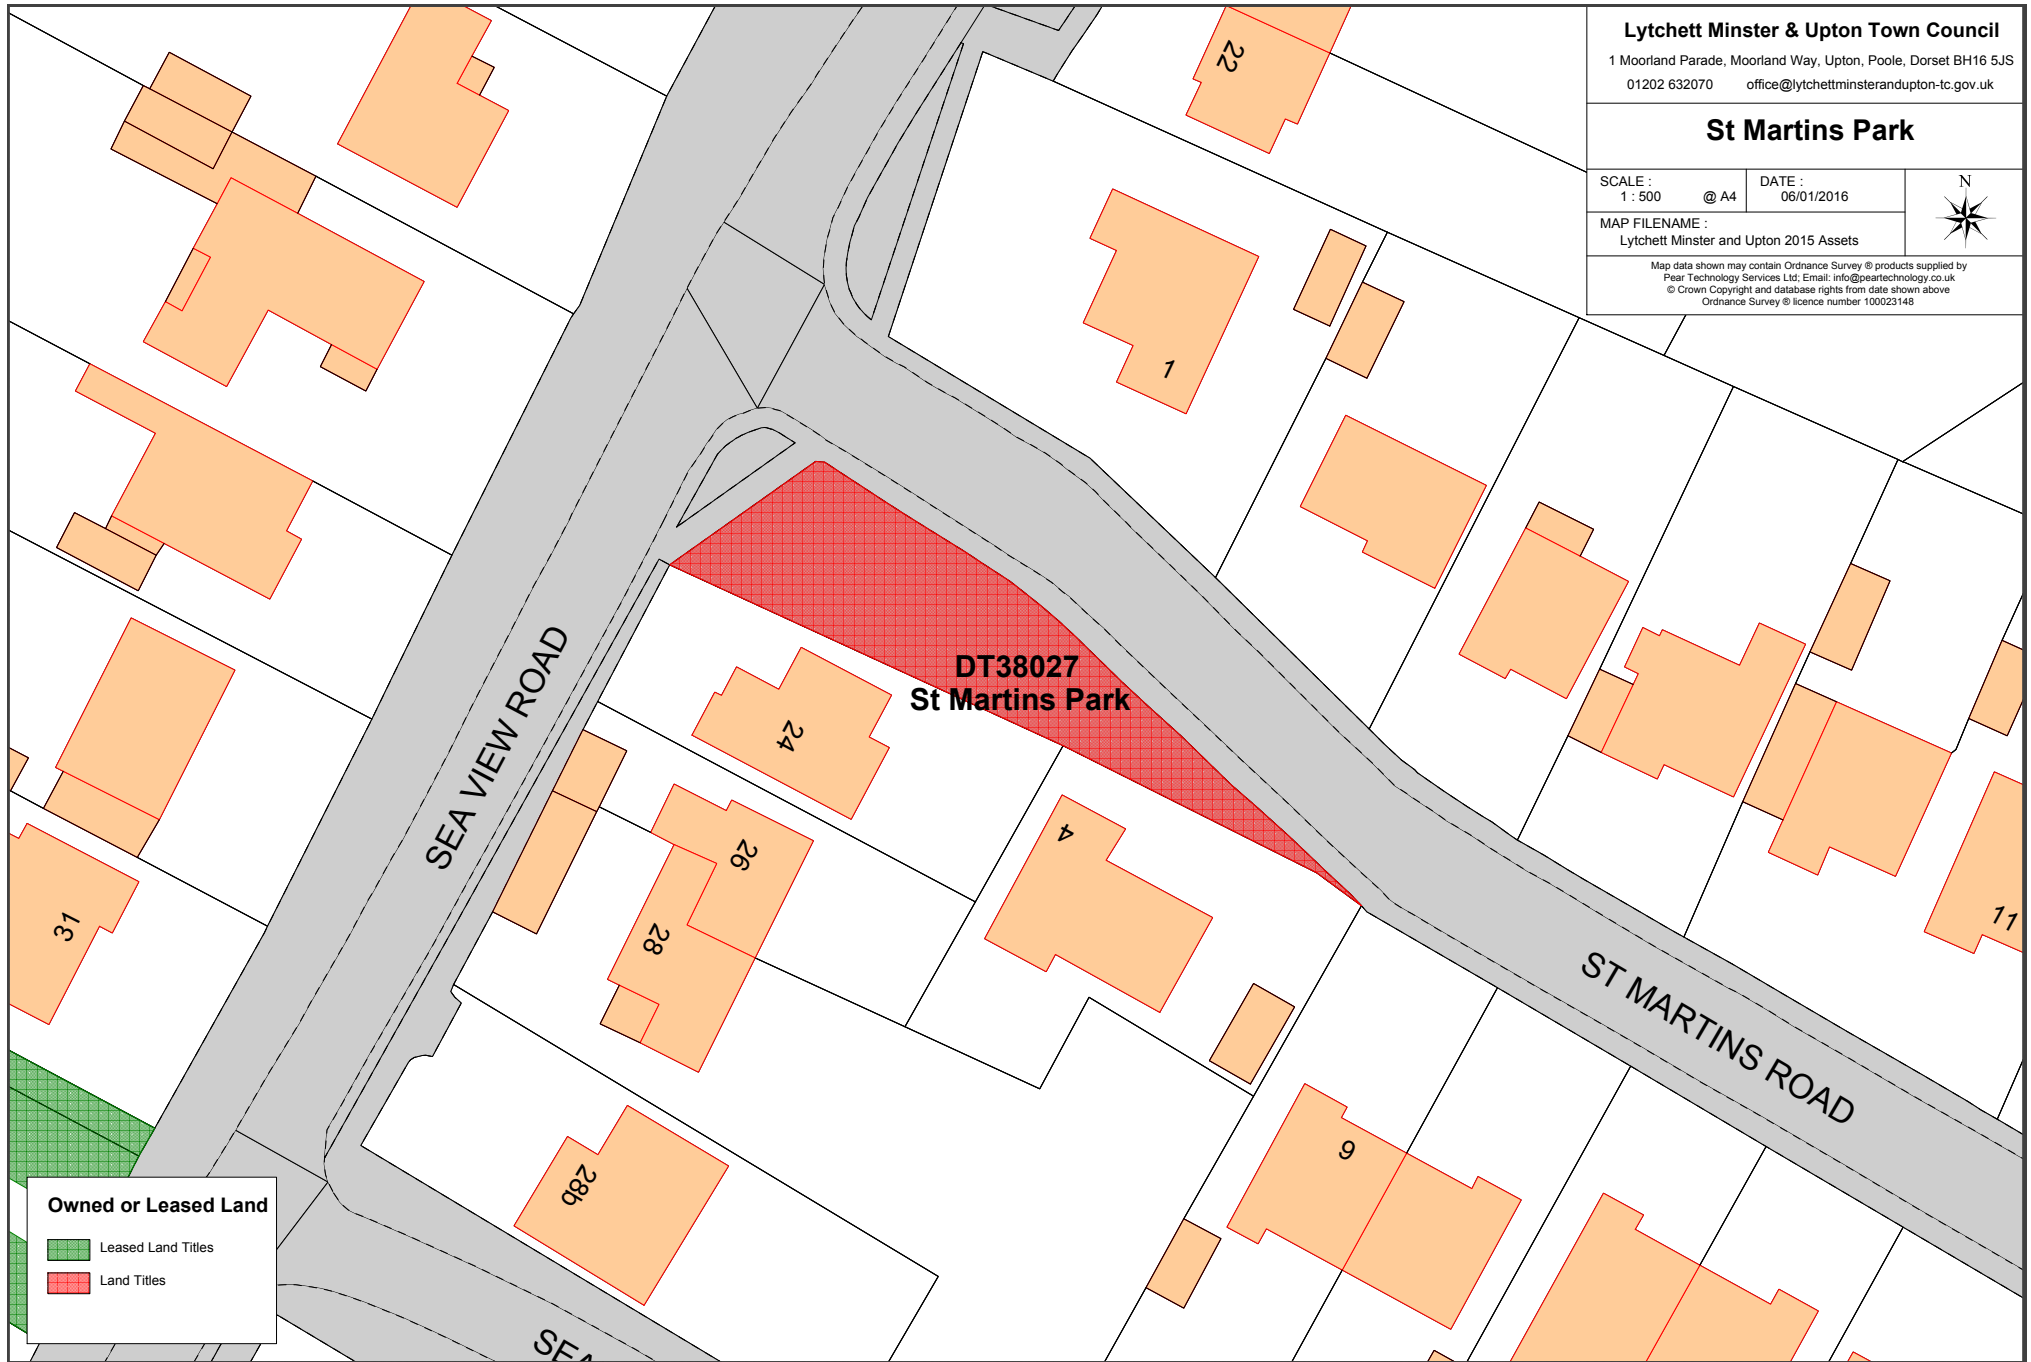 Lytchett Minster & Upton Town Council
1 Moorland Parade, Moorland Way, Upton, Poole, Dorset BH16 5JS
01202 632070 office@lytchettminsterandupton-tc.gov.uk
St Martins Park
SCALE :
1 : 500 @ A4
DATE :
06/01/2016
N
MAP FILENAME :
Lytchett Minster and Upton 2015 Assets
Map data shown may contain Ordnance Survey ® products supplied by
Pear Technology Services Ltd; Email: info@peartechnology.co.uk
© Crown Copyright and database rights from date shown above
Ordnance Survey ® licence number 100023148
22
1
DT38027
St Martins Park
SEA VIEW ROAD
24
4
26
28
31
11
ST MARTINS ROAD
9
28b
SEA
Owned or Leased Land
Leased Land Titles
Land Titles